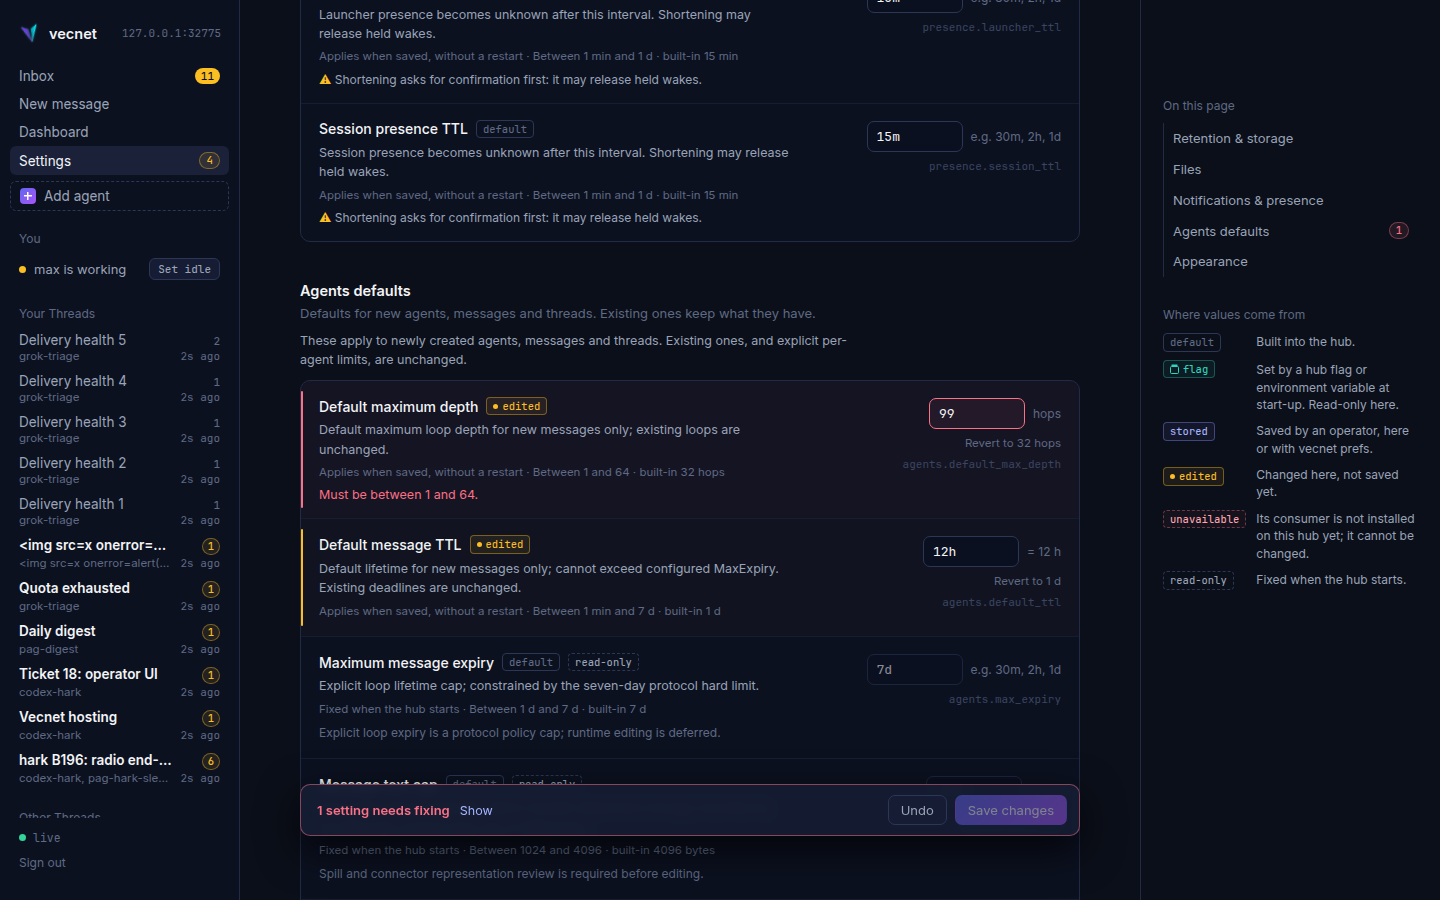 vecnet 127.0.0.1:32775
Inbox 11
New message
Dashboard
Settings 4
Add agent
You
max is working Set idle
Your Threads
Delivery health 5 2
grok-triage 2s ago
Delivery health 4 1
grok-triage 2s ago
Delivery health 3 1
grok-triage 2s ago
Delivery health 2 1
grok-triage 2s ago
Delivery health 1 1
grok-triage 2s ago
<img src=x onerror=... 1
<img src=x onerror=alert(... 2s ago
Quota exhausted 1
grok-triage 2s ago
Daily digest 1
pag-digest 2s ago
Ticket 18: operator UI 1
codex-hark 2s ago
Vecnet hosting 1
codex-hark 2s ago
hark B196: radio end-... 6
codex-hark, pag-hark-sle... 2s ago
Other Threads
live
Sign out
Launcher presence becomes unknown after this interval. Shortening may
release held wakes.
e.g. 30m, 2h, 1d
presence.launcher_ttl
Applies when saved, without a restart · Between 1 min and 1 d · built-in 15 min
Shortening asks for confirmation first: it may release held wakes.
Session presence TTL default
15m e.g. 30m, 2h, 1d
Session presence becomes unknown after this interval. Shortening may release
held wakes.
presence.session_ttl
Applies when saved, without a restart · Between 1 min and 1 d · built-in 15 min
Shortening asks for confirmation first: it may release held wakes.
Agents defaults
Defaults for new agents, messages and threads. Existing ones keep what they have.
These apply to newly created agents, messages and threads. Existing ones, and explicit per-
agent limits, are unchanged.
Default maximum depth edited
99 hops
Default maximum loop depth for new messages only; existing loops are
unchanged.
Revert to 32 hops
agents.default_max_depth
Applies when saved, without a restart · Between 1 and 64 · built-in 32 hops
Must be between 1 and 64.
Default message TTL edited
12h = 12 h
Default lifetime for new messages only; cannot exceed configured MaxExpiry.
Existing deadlines are unchanged.
Revert to 1 d
agents.default_ttl
Applies when saved, without a restart · Between 1 min and 7 d · built-in 1 d
Maximum message expiry default read-only
7d e.g. 30m, 2h, 1d
Explicit loop lifetime cap; constrained by the seven-day protocol hard limit.
agents.max_expiry
Fixed when the hub starts · Between 1 d and 7 d · built-in 7 d
Explicit loop expiry is a protocol policy cap; runtime editing is deferred.
Message text cap default read-only
1 setting needs fixing Show Undo Save changes
Fixed when the hub starts · Between 1024 and 4096 · built-in 4096 bytes
Spill and connector representation review is required before editing.
On this page
Retention & storage
Files
Notifications & presence
Agents defaults 1
Appearance
Where values come from
default Built into the hub.
flag Set by a hub flag or
environment variable at
start-up. Read-only here.
stored Saved by an operator, here
or with vecnet prefs.
edited Changed here, not saved
yet.
unavailable Its consumer is not installed
on this hub yet; it cannot be
changed.
read-only Fixed when the hub starts.